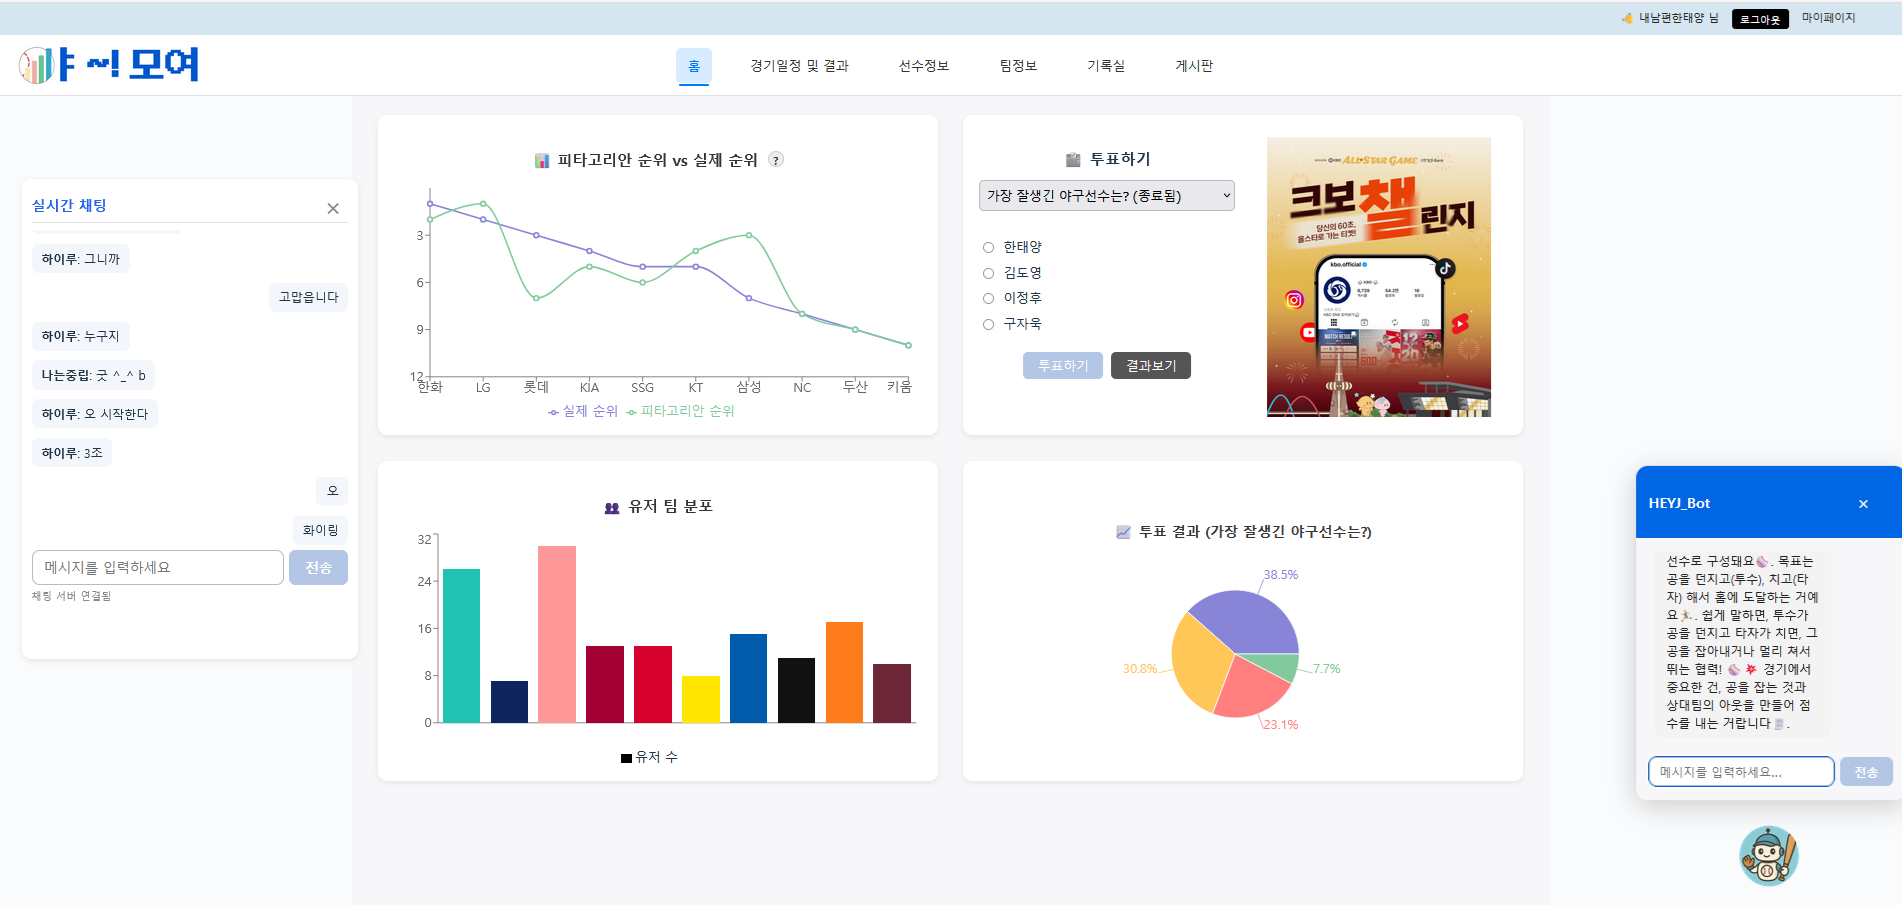 내남편한태양 님
로그아웃
마이페이지
야 ~! 모여
홈
경기일정 및 결과
선수정보
팀정보
기록실
게시판
실시간 채팅
×
하이루: 그니까
고맙읍니다
하이루: 누구지
나는중립: 굿 ^_^ b
하이루: 오 시작한다
하이루: 3조
오
화이링
메시지를 입력하세요
전송
채팅 서버 연결됨
피타고리안 순위 vs 실제 순위 ?
3
6
9
12
한화 LG 롯데 KIA SSG KT 삼성 NC 두산 키움
실제 순위 피타고리안 순위
투표하기
가장 잘생긴 야구선수는? (종료됨)
한태양
김도영
이정후
구자욱
투표하기 결과보기
ALL★STAR GAME
크보챌린지
당신의 60초,
올스타로 가는 티켓!
kbo.official
KBO
8,739 54.2만 16
MATCH RESULT
유저 팀 분포
32
24
16
8
0
유저 수
투표 결과 (가장 잘생긴 야구선수는?)
38.5%
30.8%
7.7%
23.1%
HEYJ_Bot ×
선수로 구성돼요⚾. 목표는
공을 던지고(투수), 치고(타
자) 해서 홈에 도달하는 거예
요🏃. 쉽게 말하면, 투수가
공을 던지고 타자가 치면, 그
공을 잡아내거나 멀리 쳐서
뛰는 협력! ⚾ 💥 경기에서
중요한 건, 공을 잡는 것과
상대팀의 아웃을 만들어 점
수를 내는 거랍니다.
메시지를 입력하세요...
전송